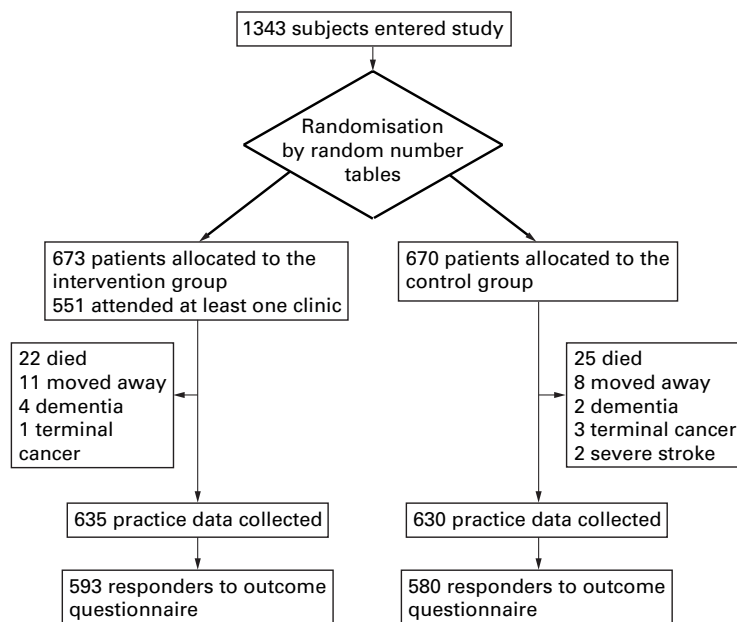 1343 subjects entered study
Randomisation
by random number
tables
673 patients allocated to the
intervention group
551 attended at least one clinic
670 patients allocated to the
control group
22 died
11 moved away
4 dementia
1 terminal
cancer
25 died
8 moved away
2 dementia
3 terminal cancer
2 severe stroke
635 practice data collected
630 practice data collected
593 responders to outcome
questionnaire
580 responders to outcome
questionnaire